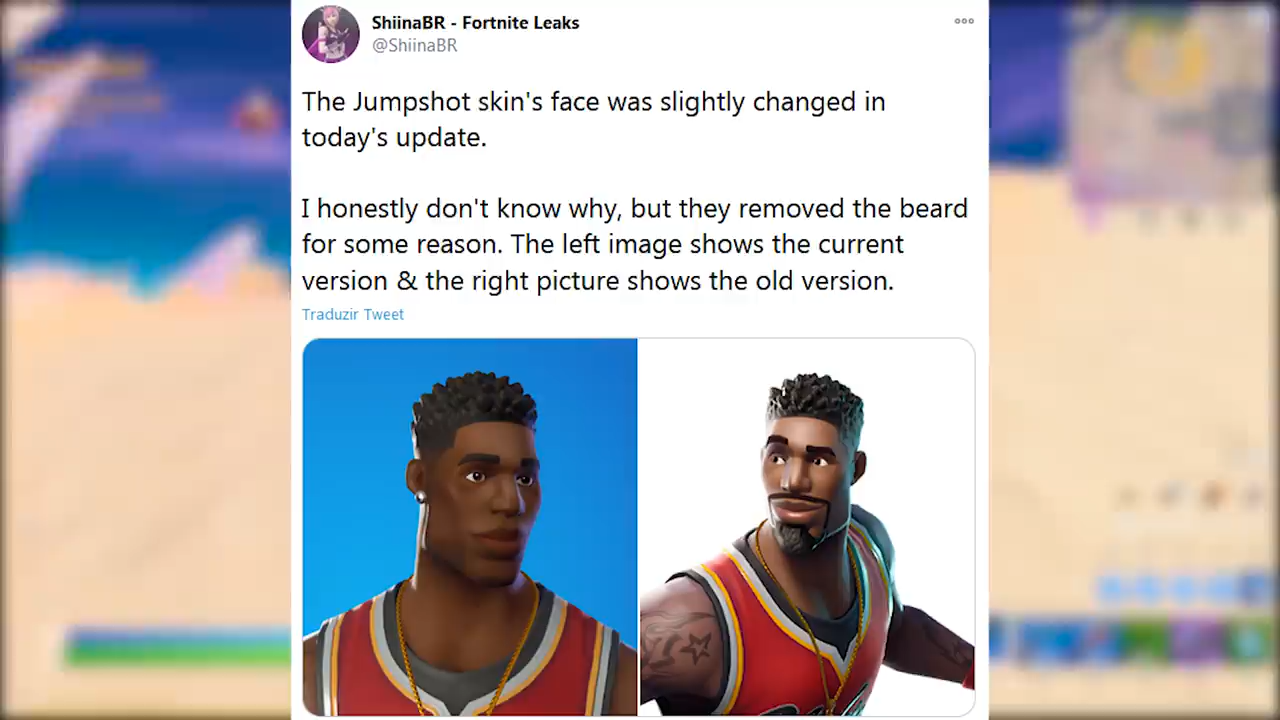 ShiinaBR - Fortnite Leaks
@ShiinaBR
The Jumpshot skin's face was slightly changed in
today's update.
I honestly don't know why, but they removed the beard
for some reason. The left image shows the current
version & the right picture shows the old version.
Traduzir Tweet